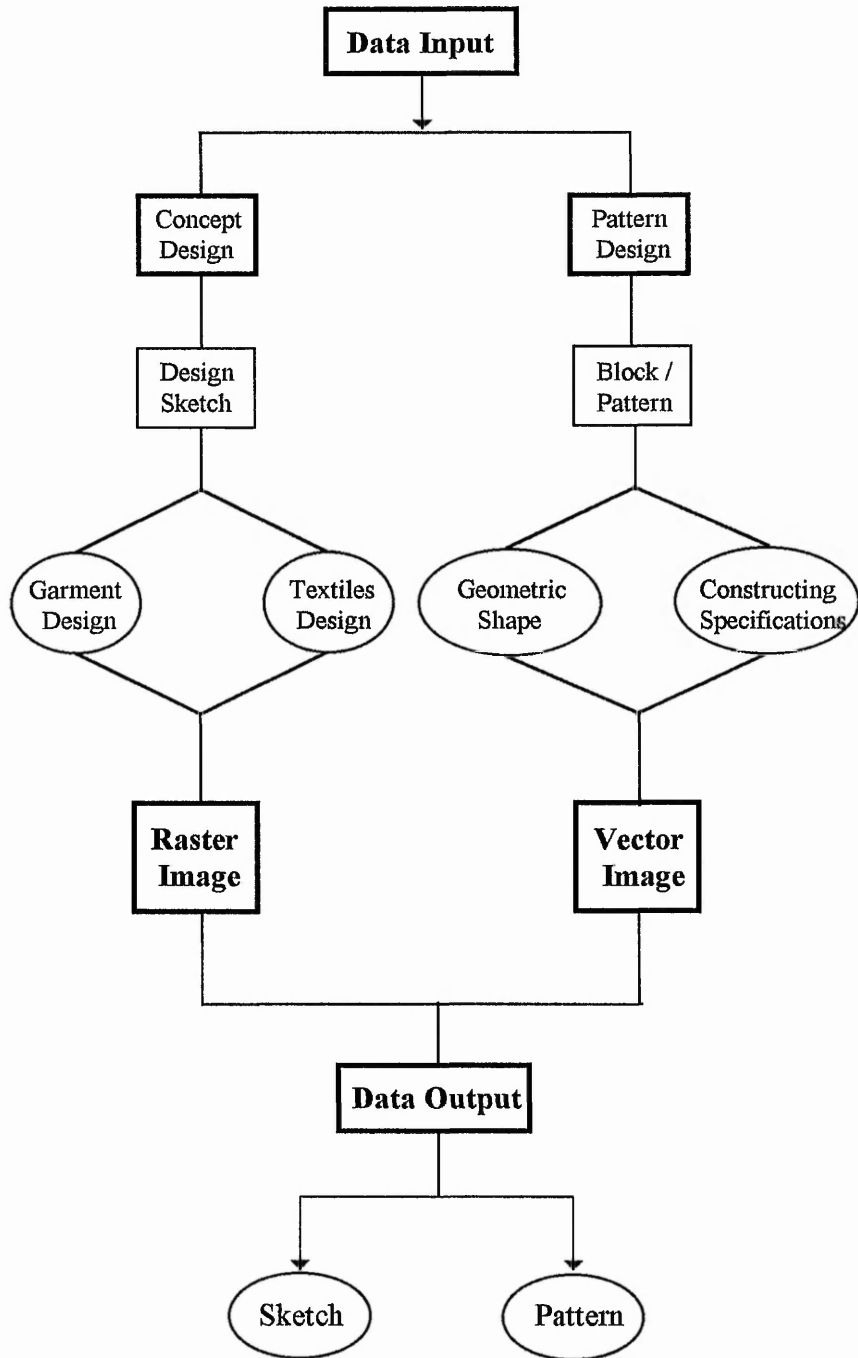 Data Input
Concept
Design
Pattern
Design
Design
Sketch
Block /
Pattern
Garment
Design
Textiles
Design
Geometric
Shape
Constructing
Specifications
Raster
Image
Vector
Image
Data Output
Sketch
Pattern